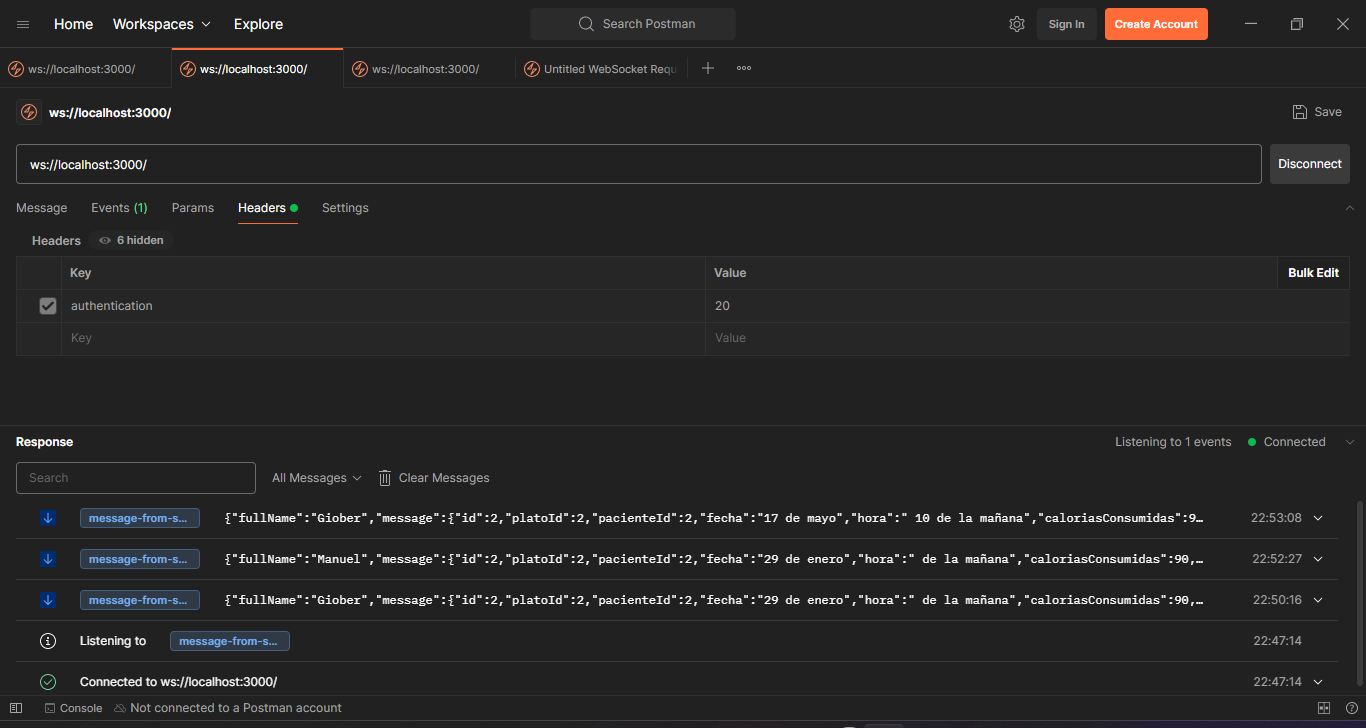 Home Workspaces Explore Search Postman Sign In Create Account
ws://localhost:3000/ ws://localhost:3000/ ws://localhost:3000/ Untitled WebSocket Requ
ws://localhost:3000/ Save
ws://localhost:3000/ Disconnect
Message Events (1) Params Headers Settings
Headers 6 hidden
Key Value Bulk Edit
authentication 20
Key Value
Response Listening to 1 events Connected
Search All Messages Clear Messages
message-from-s... {"fullName":"Giober","message":{"id":2,"platoId":2,"pacienteId":2,"fecha":"17 de mayo","hora":" 10 de la mañana","caloriasConsumidas":9... 22:53:08
message-from-s... {"fullName":"Manuel","message":{"id":2,"platoId":2,"pacienteId":2,"fecha":"29 de enero","hora":" de la mañana","caloriasConsumidas":90,... 22:52:27
message-from-s... {"fullName":"Giober","message":{"id":2,"platoId":2,"pacienteId":2,"fecha":"29 de enero","hora":" de la mañana","caloriasConsumidas":90,... 22:50:16
Listening to message-from-s... 22:47:14
Connected to ws://localhost:3000/ 22:47:14
Console Not connected to a Postman account